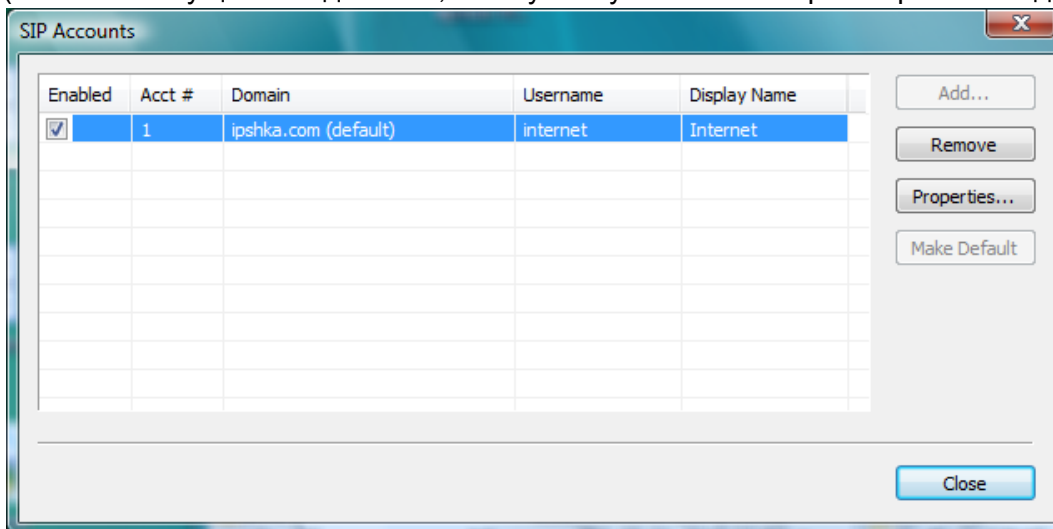 SIP Accounts
Enabled Acct # Domain Username Display Name
1 ipshka.com (default) internet Internet
Add...
Remove
Properties...
Make Default
Close